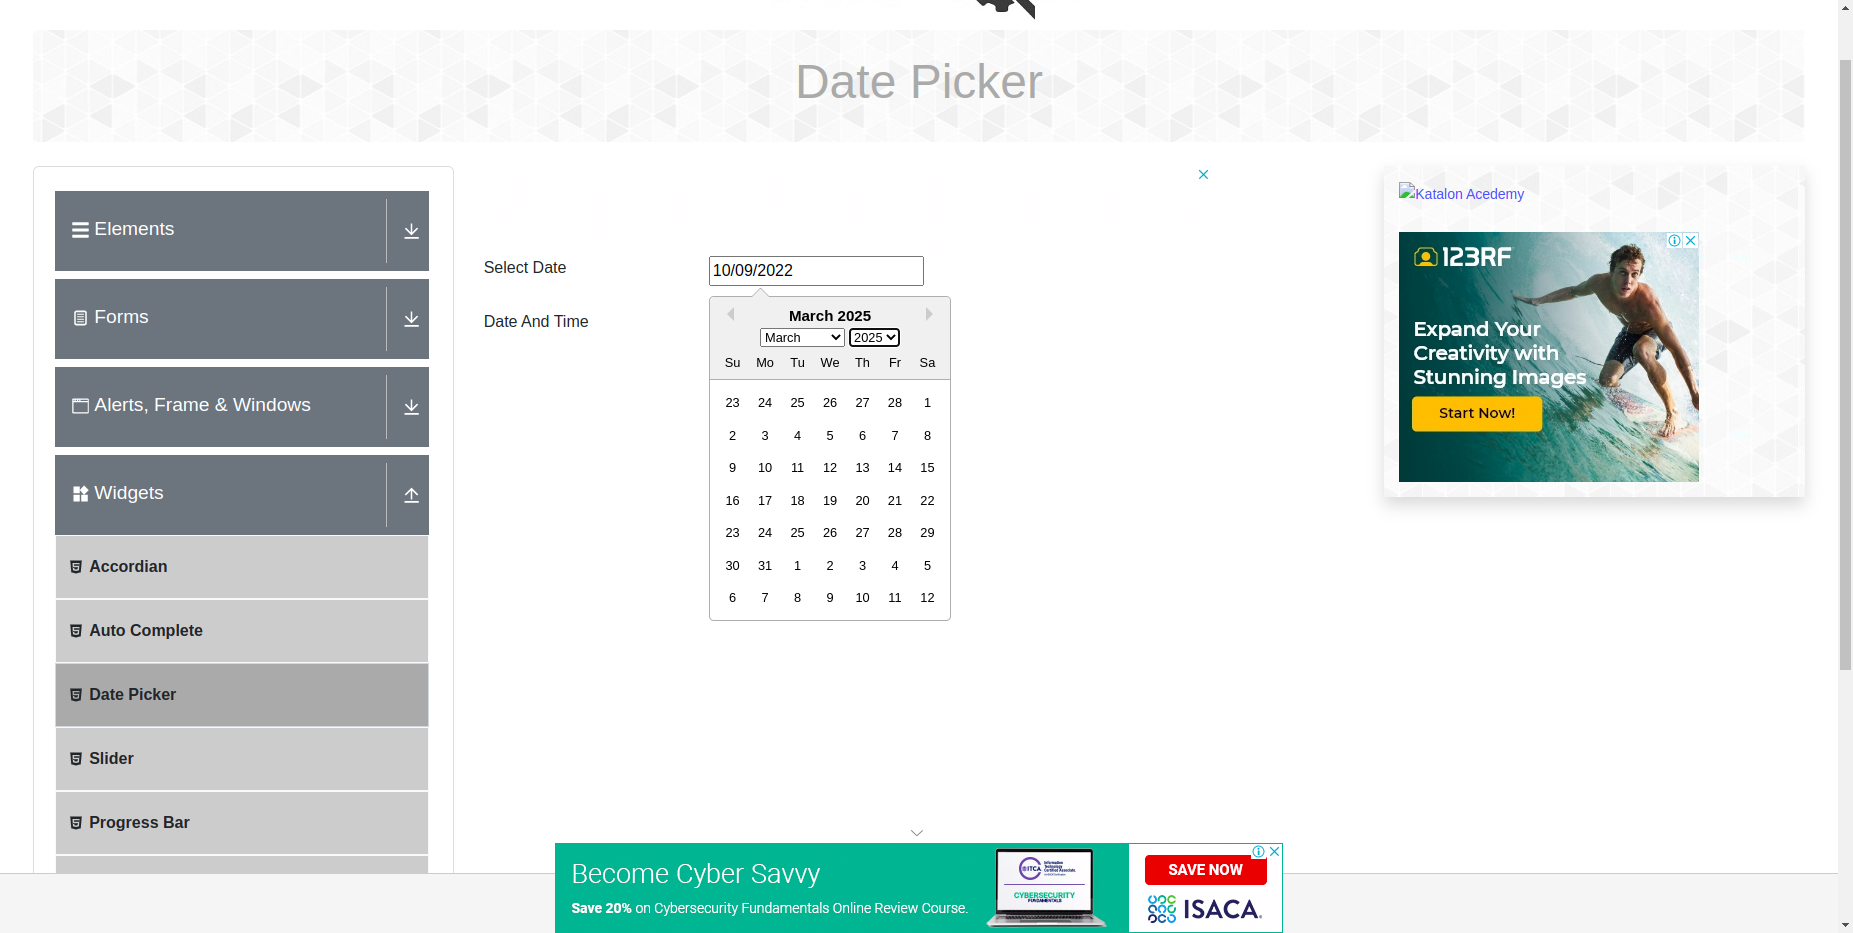 Date Picker
Elements
Forms
Alerts, Frame & Windows
Widgets
Accordian
Auto Complete
Date Picker
Slider
Progress Bar
Select Date
10/09/2022
Date And Time
March 2025
March 2025
Su Mo Tu We Th Fr Sa
23 24 25 26 27 28 1
2 3 4 5 6 7 8
9 10 11 12 13 14 15
16 17 18 19 20 21 22
23 24 25 26 27 28 29
30 31 1 2 3 4 5
6 7 8 9 10 11 12
Katalon Acedemy
123RF
Expand Your
Creativity with
Stunning Images
Start Now!
Become Cyber Savvy
Save 20% on Cybersecurity Fundamentals Online Review Course.
ITCA
Information
Technology
Certified Associate
CYBERSECURITY
FUNDAMENTALS
SAVE NOW
ISACA.